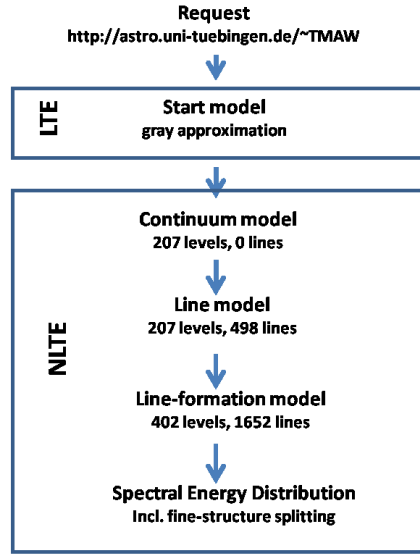 Request
http://astro.uni-tuebingen.de/~TMAW
LTE
Start model
gray approximation
NLTE
Continuum model
207 levels, 0 lines
Line model
207 levels, 498 lines
Line-formation model
402 levels, 1652 lines
Spectral Energy Distribution
Incl. fine-structure splitting